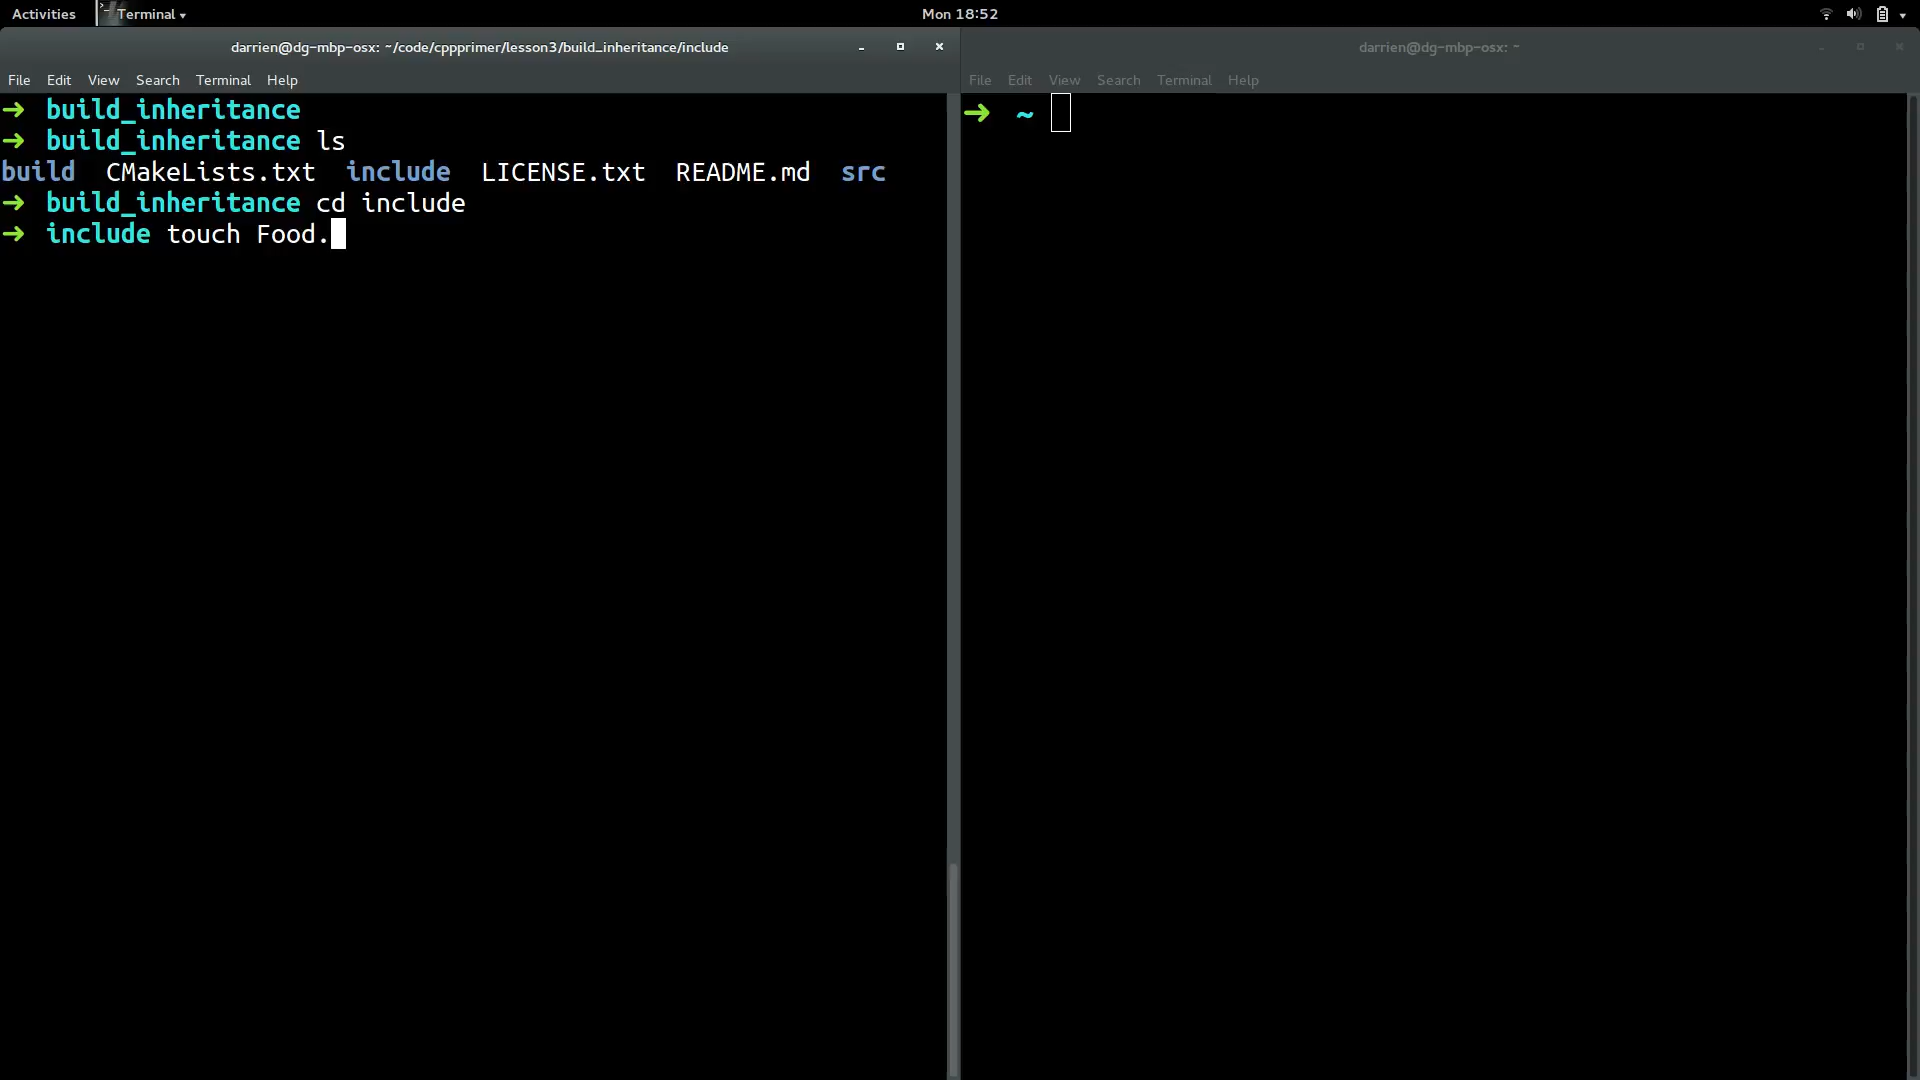 Activities Terminal Mon 18:52
darrien@dg-mbp-osx: ~/code/cppprimer/lesson3/build_inheritance/include
File Edit View Search Terminal Help
➜ build_inheritance
➜ build_inheritance ls
build CMakeLists.txt include LICENSE.txt README.md src
➜ build_inheritance cd include
➜ include touch Food.
darrien@dg-mbp-osx: ~
File Edit View Search Terminal Help
➜ ~